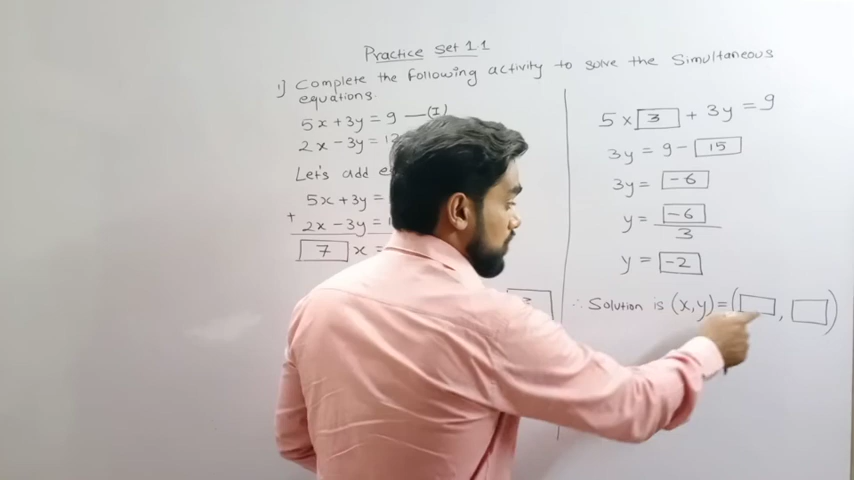 Practice set 1.1
1) Complete the following activity to solve the Simultaneous
equations.
5x+3y = 9 —(I)
2x - 3y = 12
Let's add e
5x + 3y =
+ 2x - 3y =
7 x =
5 x 3 + 3y = 9
3y = 9 - 15
3y = -6
y = -6
3
y = -2
∴ Solution is (x,y) = ( , )